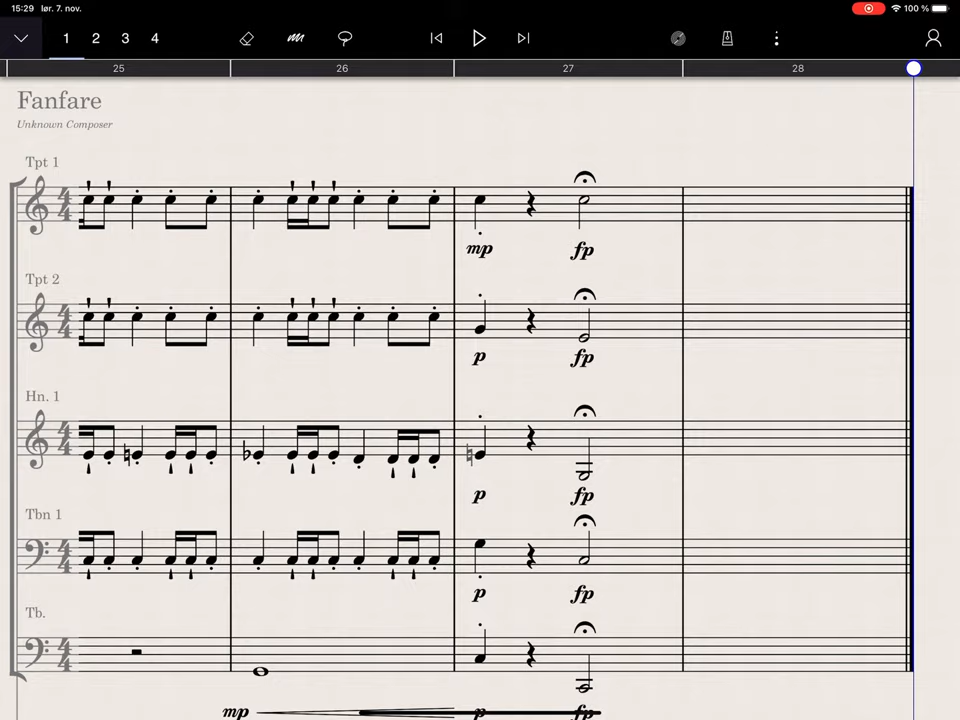 15:29 lør. 7. nov. 100 %
1 2 3 4
25 26 27 28
Fanfare
Unknown Composer
Tpt 1
mp fp
Tpt 2
p fp
Hn. 1
p fp
Tbn 1
p fp
Tb.
mp p fp